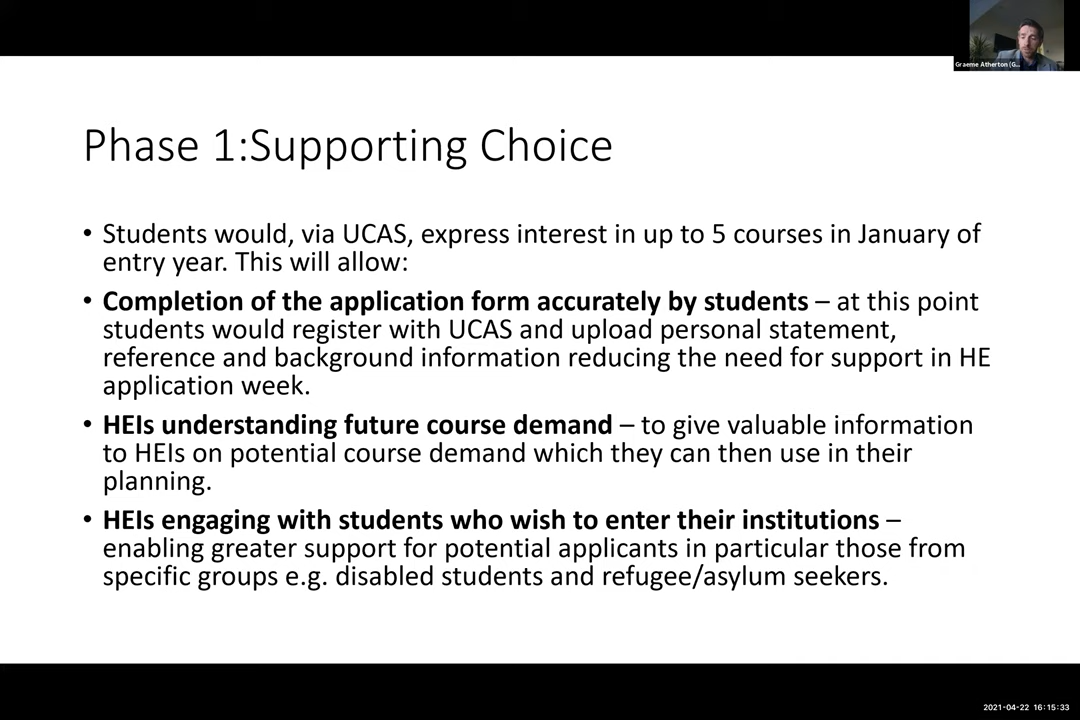 Graeme Atherton (G...
Phase 1:Supporting Choice
• Students would, via UCAS, express interest in up to 5 courses in January of
entry year. This will allow:
• Completion of the application form accurately by students – at this point
students would register with UCAS and upload personal statement,
reference and background information reducing the need for support in HE
application week.
• HEIs understanding future course demand – to give valuable information
to HEIs on potential course demand which they can then use in their
planning.
• HEIs engaging with students who wish to enter their institutions –
enabling greater support for potential applicants in particular those from
specific groups e.g. disabled students and refugee/asylum seekers.
2021-04-22 16:15:33